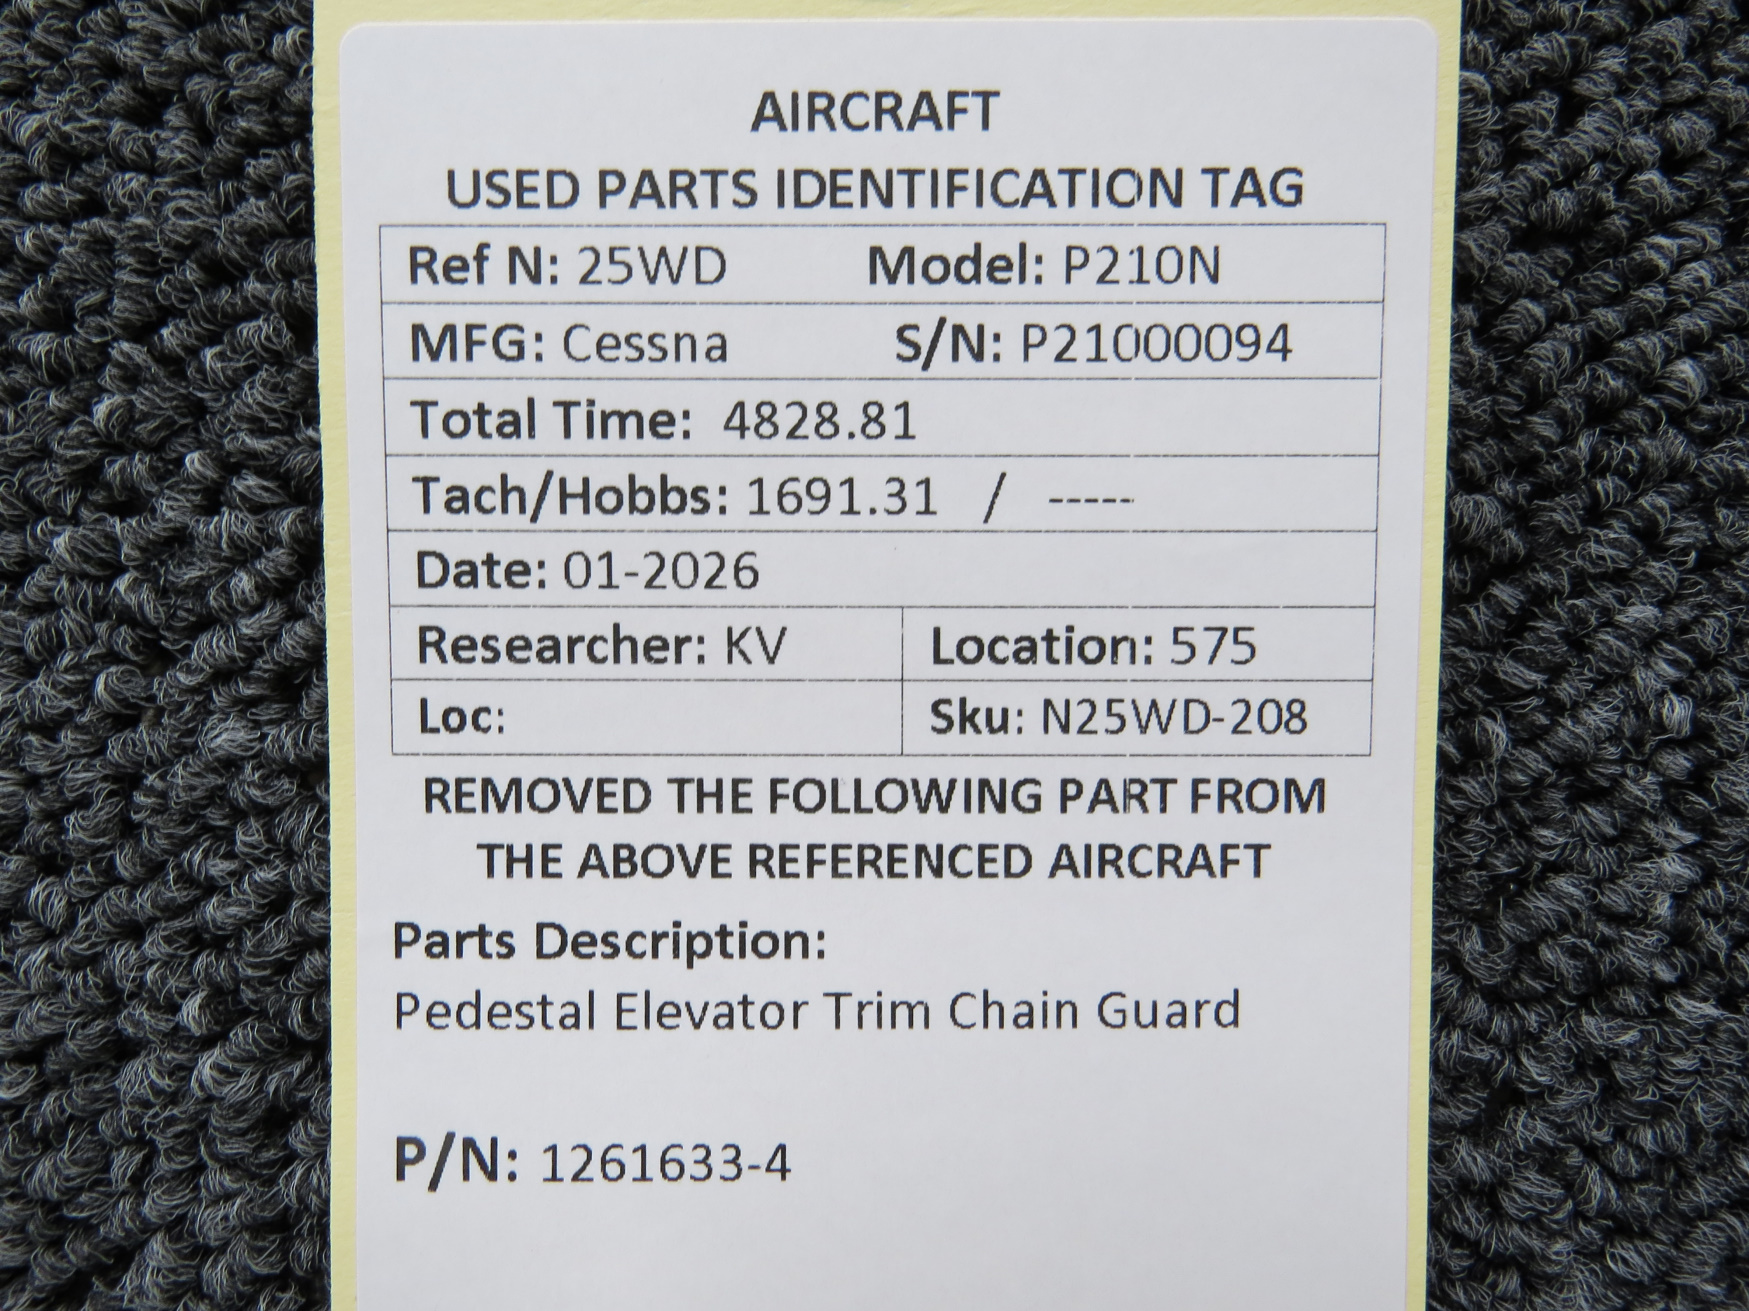 AIRCRAFT
USED PARTS IDENTIFICATION TAG
Ref N: 25WD Model: P210N
MFG: Cessna S/N: P21000094
Total Time: 4828.81
Tach/Hobbs: 1691.31 / -----
Date: 01-2026
Researcher: KV Location: 575
Loc: Sku: N25WD-208
REMOVED THE FOLLOWING PART FROM
THE ABOVE REFERENCED AIRCRAFT
Parts Description:
Pedestal Elevator Trim Chain Guard
P/N: 1261633-4